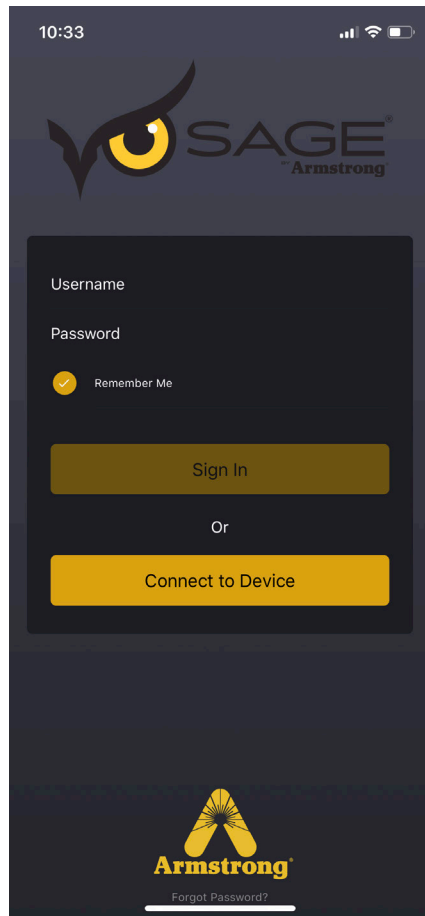 10:33
SAGE®
BY Armstrong
Username
Password
Remember Me
Sign In
Or
Connect to Device
Armstrong®
Forgot Password?